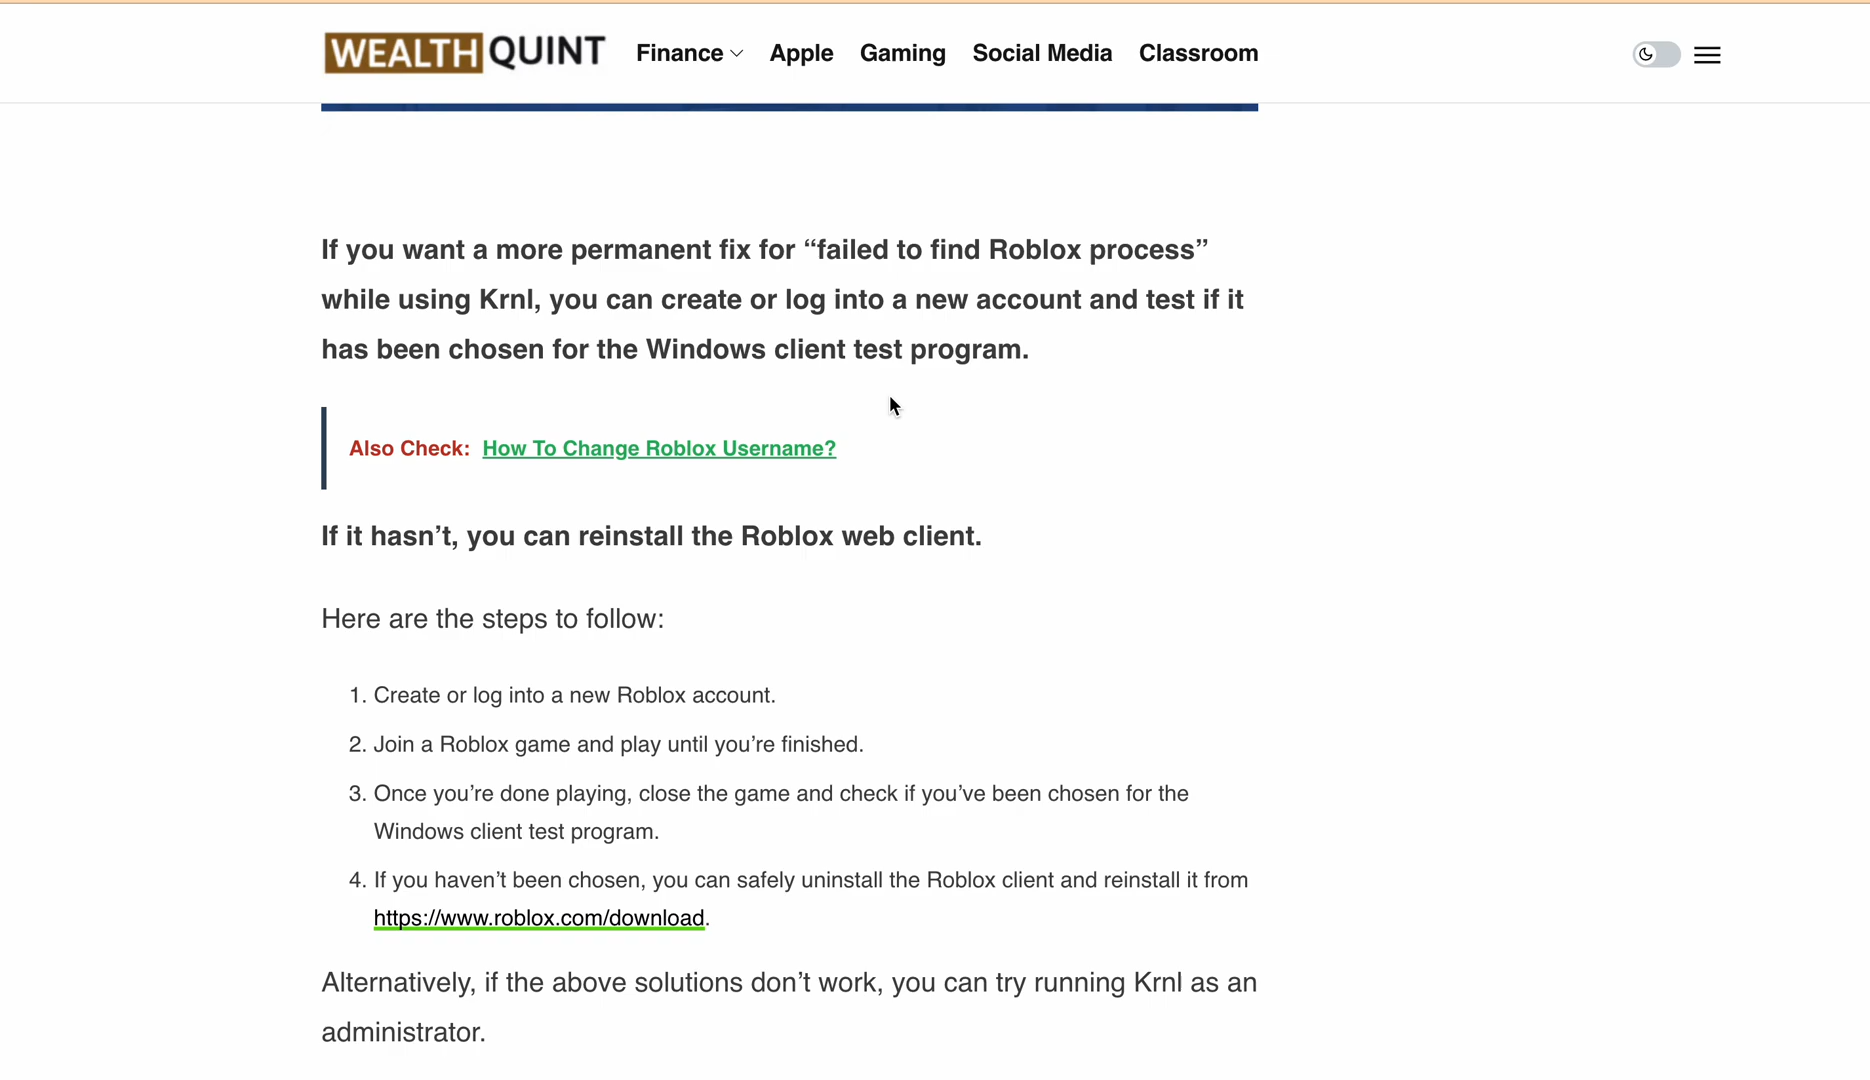 WEALTH QUINT Finance Apple Gaming Social Media Classroom
If you want a more permanent fix for “failed to find Roblox process”
while using Krnl, you can create or log into a new account and test if it
has been chosen for the Windows client test program.
Also Check: How To Change Roblox Username?
If it hasn’t, you can reinstall the Roblox web client.
Here are the steps to follow:
1. Create or log into a new Roblox account.
2. Join a Roblox game and play until you’re finished.
3. Once you’re done playing, close the game and check if you’ve been chosen for the
Windows client test program.
4. If you haven’t been chosen, you can safely uninstall the Roblox client and reinstall it from
https://www.roblox.com/download.
Alternatively, if the above solutions don’t work, you can try running Krnl as an
administrator.